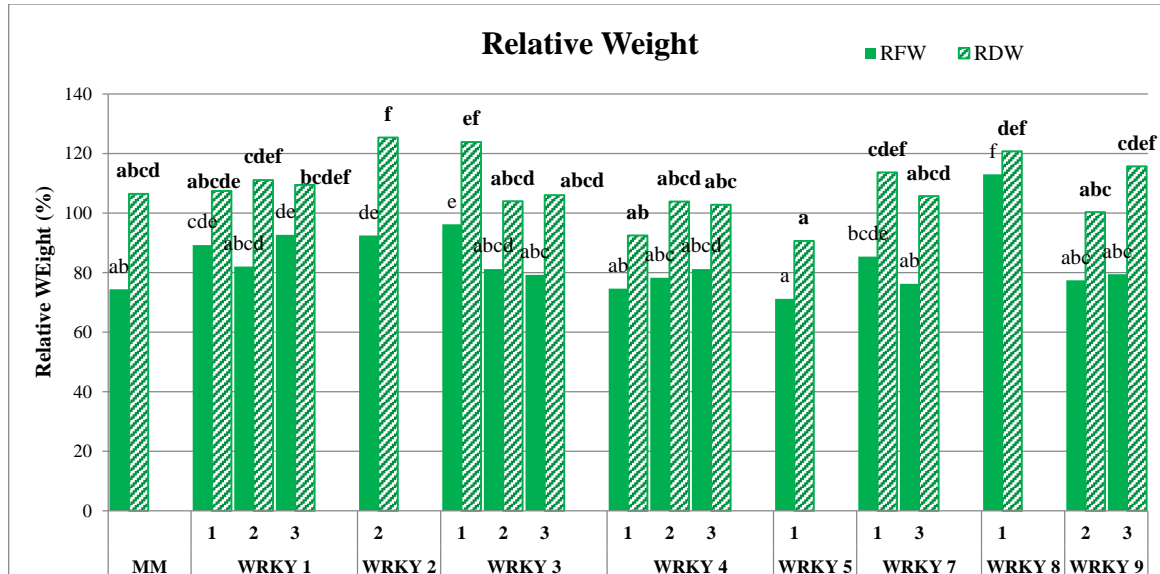 Relative Weight
RFW RDW
Relative WEight (%)
140
120
100
80
60
40
20
0
ab abcd
cde abcde
abcd cdef
de bcdef
de f
e ef
abcd abcd
abc abcd
ab ab
abc abcd
abcd abc
a a
bcde cdef
ab abcd
f def
abc abc
abc cdef
1 2 3 2 1 2 3 1 2 3 1 1 3 1 2 3
MM WRKY 1 WRKY 2 WRKY 3 WRKY 4 WRKY 5 WRKY 7 WRKY 8 WRKY 9